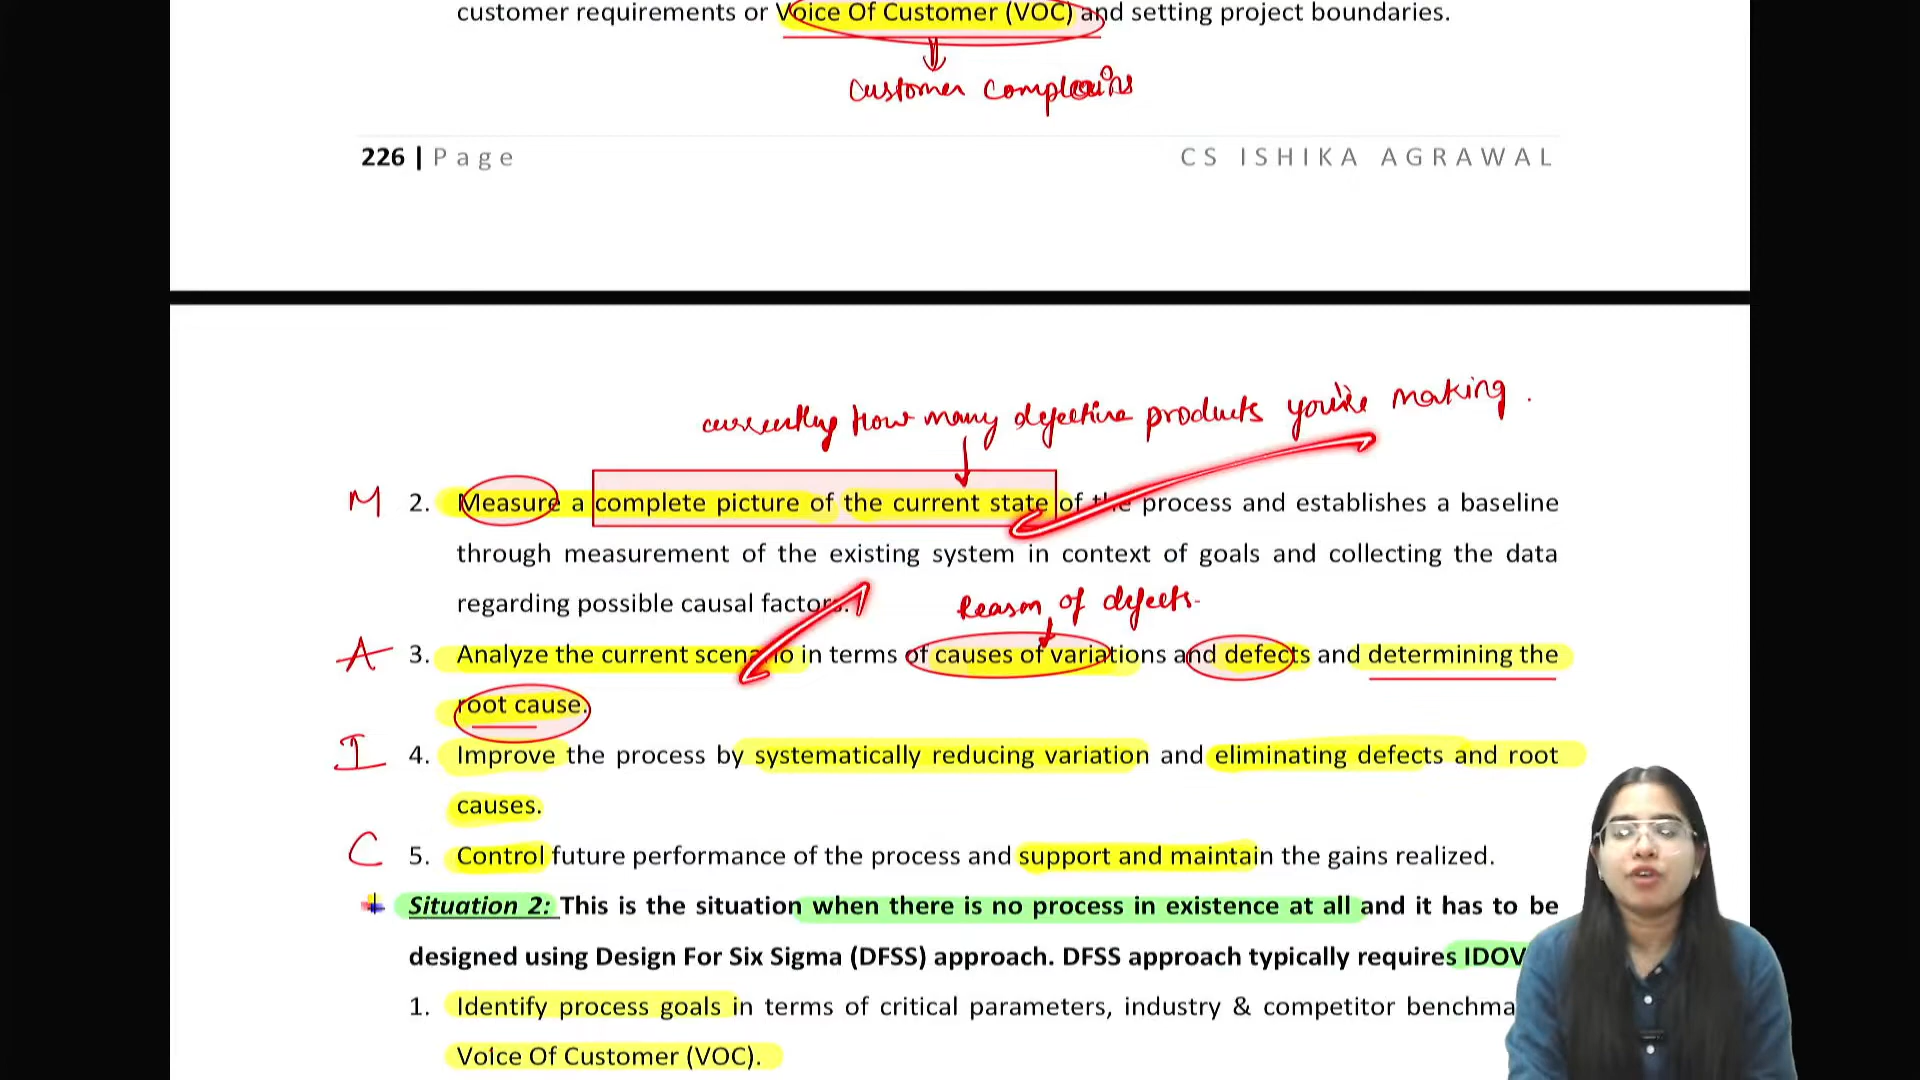 customer requirements or Voice Of Customer (VOC) and setting project boundaries.
customer complains
226 | Page
CS ISHIKA AGRAWAL
currently how many defective products you're making.
M 2. Measure a complete picture of the current state of the process and establishes a baseline
through measurement of the existing system in context of goals and collecting the data
regarding possible causal factors.
Reason of defects.
A 3. Analyze the current scenario in terms of causes of variations and defects and determining the
root cause.
I 4. Improve the process by systematically reducing variation and eliminating defects and root
causes.
C 5. Control future performance of the process and support and maintain the gains realized.
Situation 2: This is the situation when there is no process in existence at all and it has to be
designed using Design For Six Sigma (DFSS) approach. DFSS approach typically requires IDOV
1. Identify process goals in terms of critical parameters, industry & competitor
Voice Of Customer (VOC).